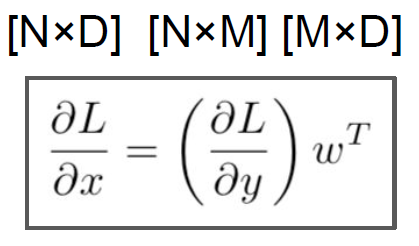 [N×D] [N×M] [M×D]
∂L/∂x = (∂L/∂y) w^T